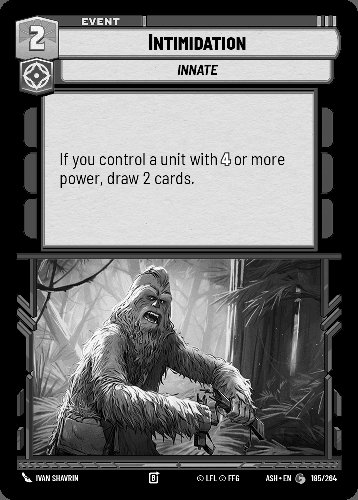 EVENT
2
INTIMIDATION
INNATE
If you control a unit with 4 or more
power, draw 2 cards.
IVAN SHAVRIN
© LFL © FFG
ASH • EN
185/264